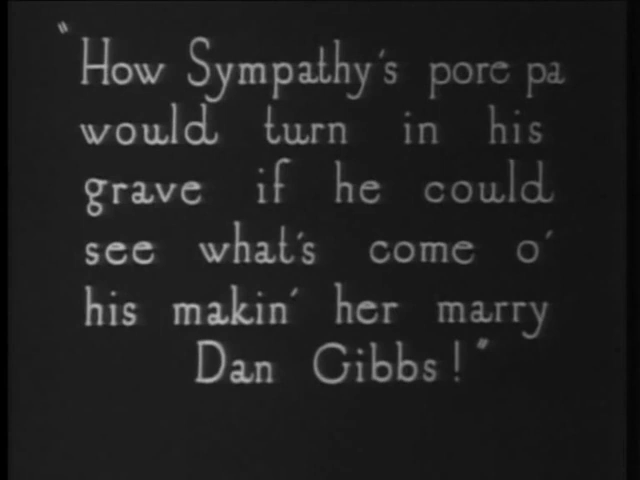 "How Sympathy's pore pa
would turn in his
grave if he could
see what's come o'
his makin' her marry
Dan Gibbs!"